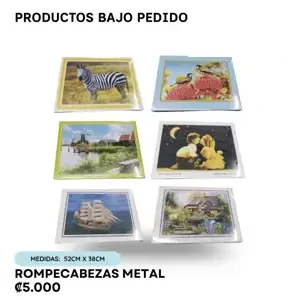 PRODUCTOS BAJO PEDIDO
MEDIDAS: 52CM X 38CM
ROMPECABEZAS METAL
₡5.000